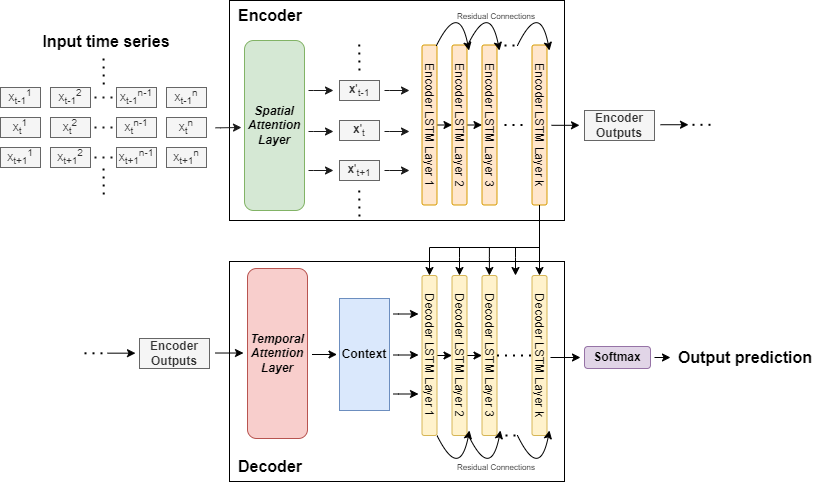 Encoder
Residual Connections
Input time series
X_{t-1}^1 X_{t-1}^2 ··· X_{t-1}^{n-1} X_{t-1}^n
X_t^1 X_t^2 ··· X_t^{n-1} X_t^n
X_{t+1}^1 X_{t+1}^2 ··· X_{t+1}^{n-1} X_{t+1}^n
Spatial
Attention
Layer
x'_{t-1}
x'_t
x'_{t+1}
Encoder LSTM Layer 1
Encoder LSTM Layer 2
Encoder LSTM Layer 3
Encoder LSTM Layer k
Encoder
Outputs
Encoder
Outputs
Temporal
Attention
Layer
Context
Decoder LSTM Layer 1
Decoder LSTM Layer 2
Decoder LSTM Layer 3
Decoder LSTM Layer k
Softmax
Output prediction
Residual Connections
Decoder